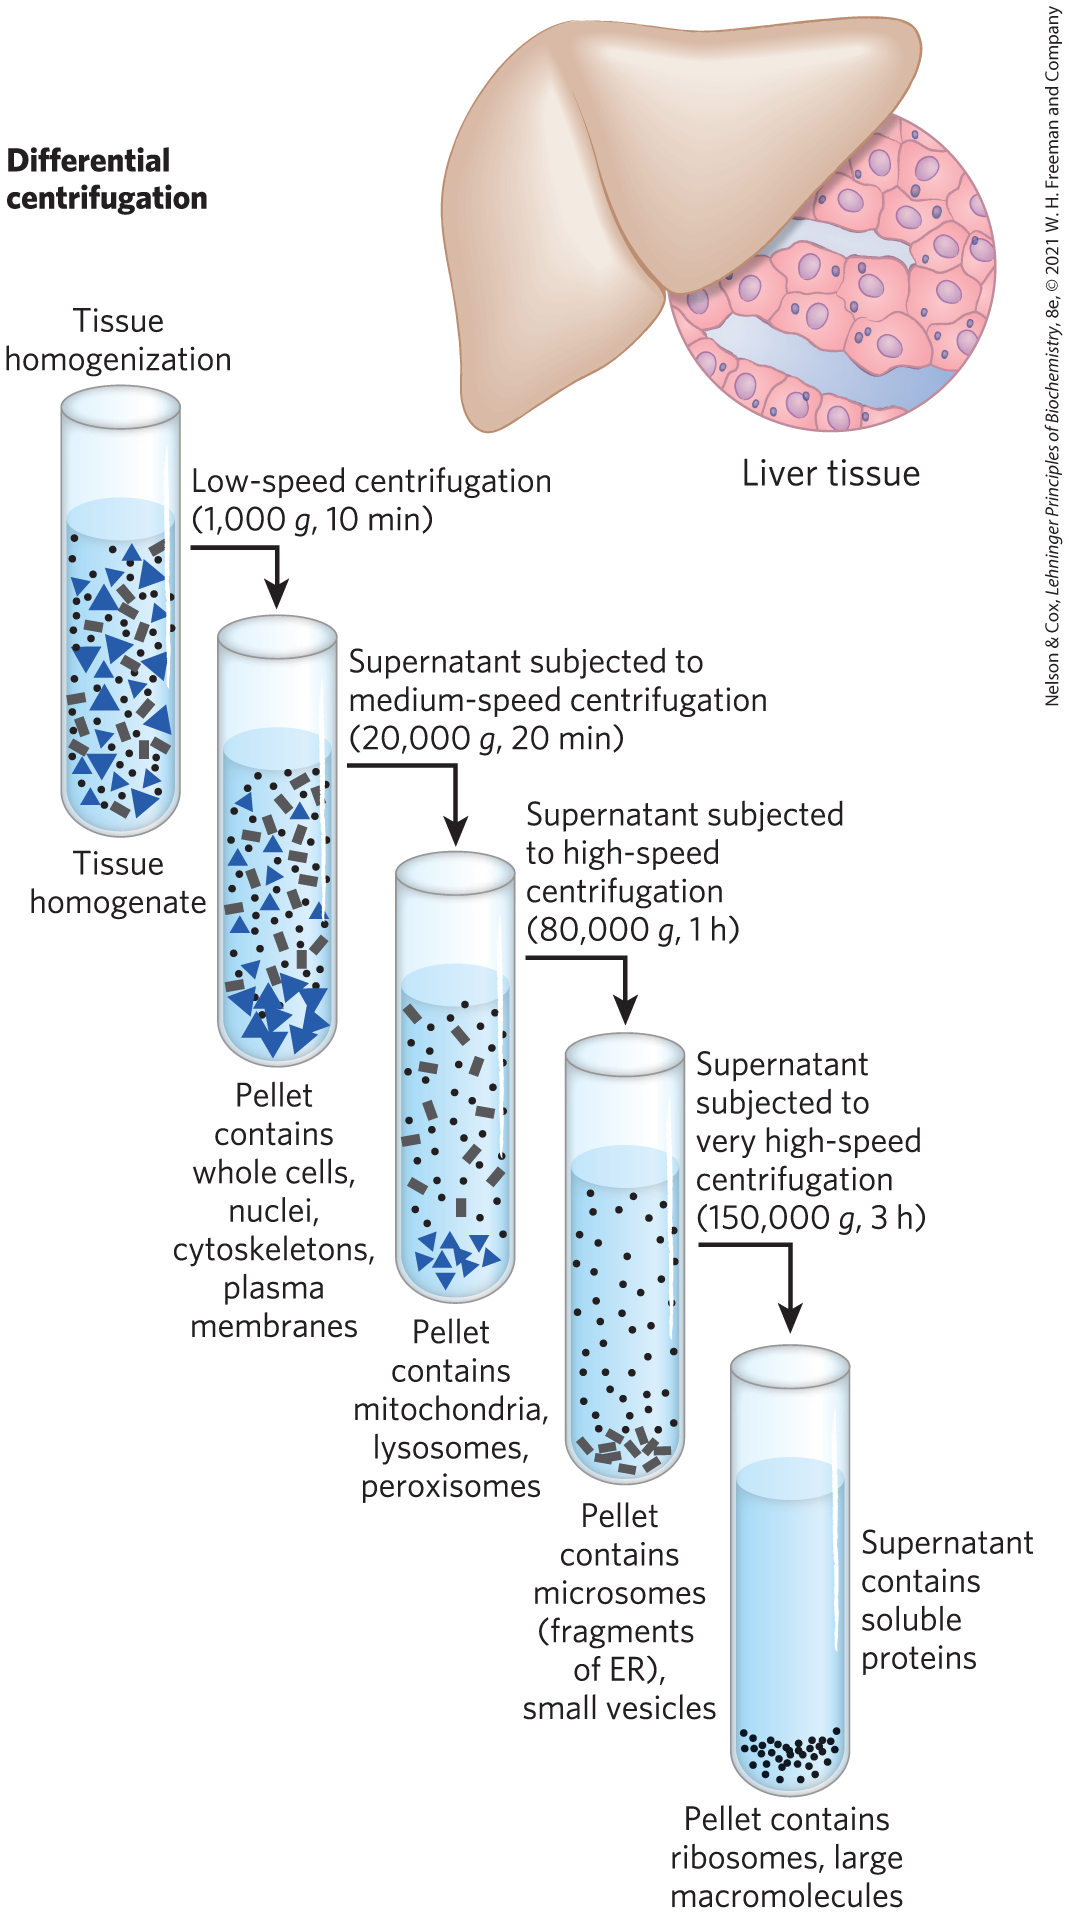 Differential
centrifugation
Tissue
homogenization
Liver tissue
Low-speed centrifugation
(1,000 g, 10 min)
Tissue
homogenate
Supernatant subjected to
medium-speed centrifugation
(20,000 g, 20 min)
Pellet
contains
whole cells,
nuclei,
cytoskeletons,
plasma
membranes
Supernatant subjected
to high-speed
centrifugation
(80,000 g, 1 h)
Pellet
contains
mitochondria,
lysosomes,
peroxisomes
Supernatant
subjected to
very high-speed
centrifugation
(150,000 g, 3 h)
Pellet
contains
microsomes
(fragments
of ER),
small vesicles
Supernatant
contains
soluble
proteins
Pellet contains
ribosomes, large
macromolecules
Nelson & Cox, Lehninger Principles of Biochemistry, 8e, © 2021 W. H. Freeman and Company